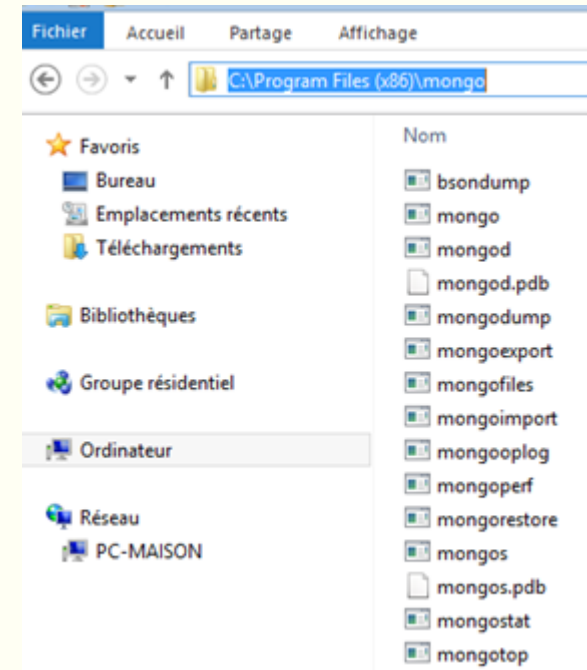 Fichier Accueil Partage Affichage
C:\Program Files (x86)\mongo
Favoris
Bureau
Emplacements récents
Téléchargements
Bibliothèques
Groupe résidentiel
Ordinateur
Réseau
PC-MAISON
Nom
bsondump
mongo
mongod
mongod.pdb
mongodump
mongoexport
mongofiles
mongoimport
mongooplog
mongoperf
mongorestore
mongos
mongos.pdb
mongostat
mongotop